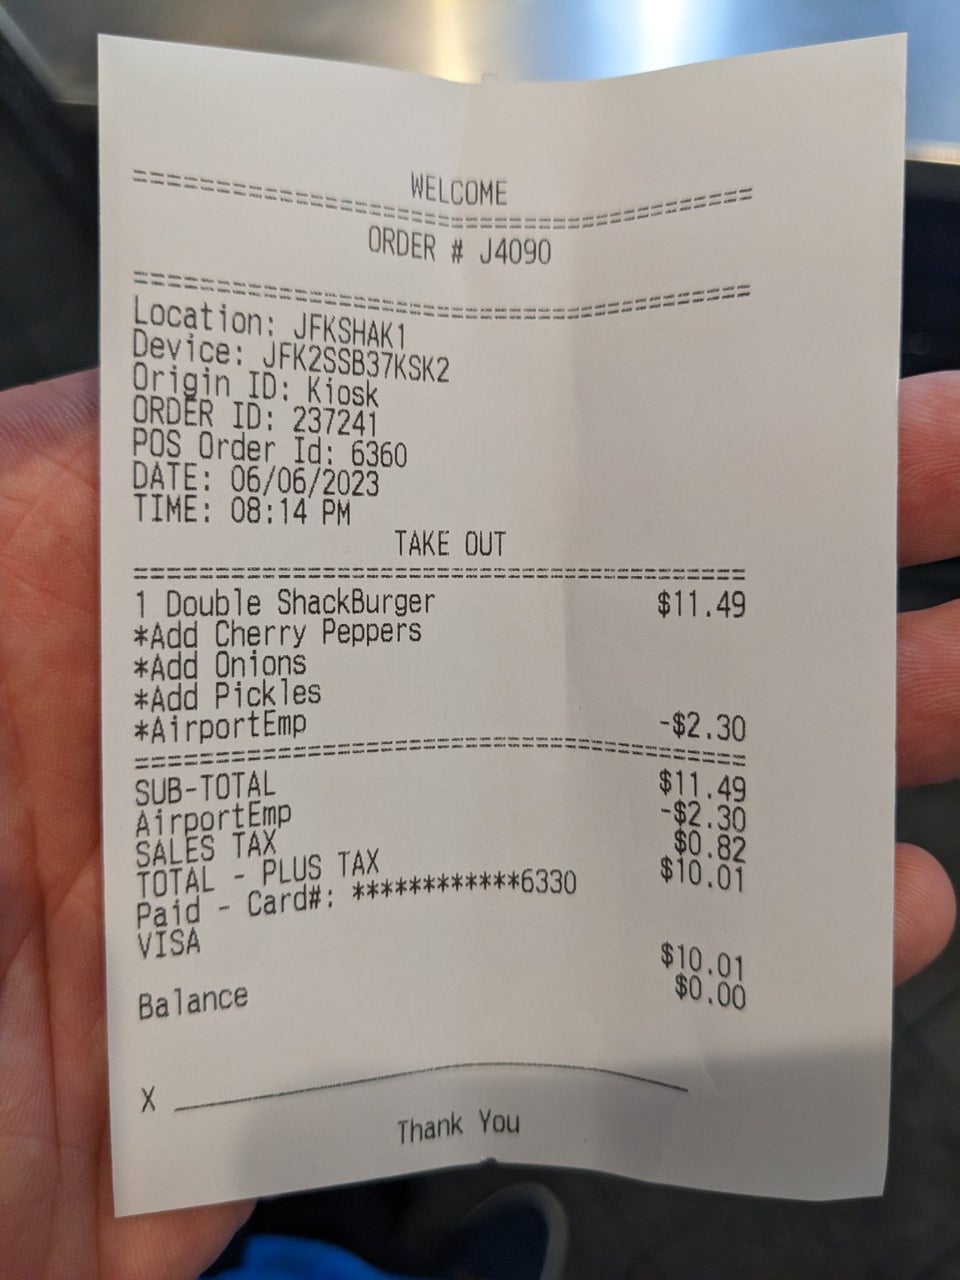 ================================
WELCOME
================================
ORDER # J4090
================================
Location: JFKSHAK1
Device: JFK2SSB37KSK2
Origin ID: Kiosk
ORDER ID: 237241
POS Order Id: 6360
DATE: 06/06/2023
TIME: 08:14 PM
TAKE OUT
================================
1 Double ShackBurger $11.49
*Add Cherry Peppers
*Add Onions
*Add Pickles
*AirportEmp -$2.30
================================
SUB-TOTAL $11.49
AirportEmp -$2.30
SALES TAX $0.82
TOTAL - PLUS TAX $10.01
Paid - Card#: ************6330
VISA $10.01
Balance $0.00
X ________________________________
Thank You